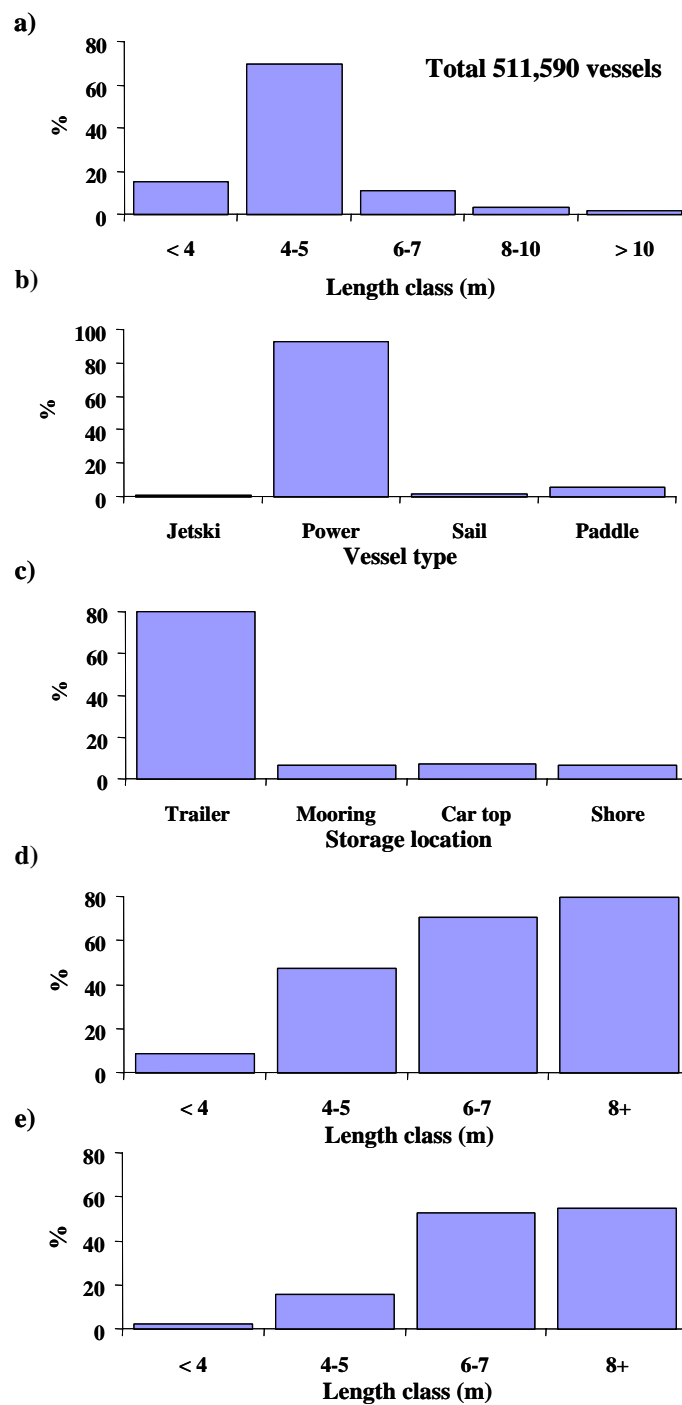 a)
80
60
40
20
0
%
Total 511,590 vessels
< 4 4-5 6-7 8-10 > 10
Length class (m)
b)
100
80
60
40
20
0
%
Jetski Power Sail Paddle
Vessel type
c)
80
60
40
20
0
%
Trailer Mooring Car top Shore
Storage location
d)
80
60
40
20
0
%
< 4 4-5 6-7 8+
Length class (m)
e)
80
60
40
20
0
%
< 4 4-5 6-7 8+
Length class (m)